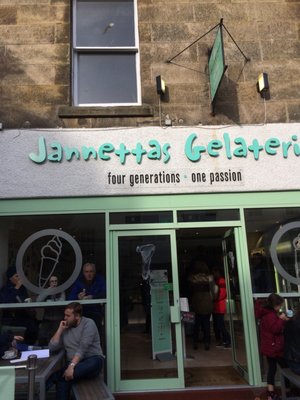 Jannettas Gelateri
four generations • one passion